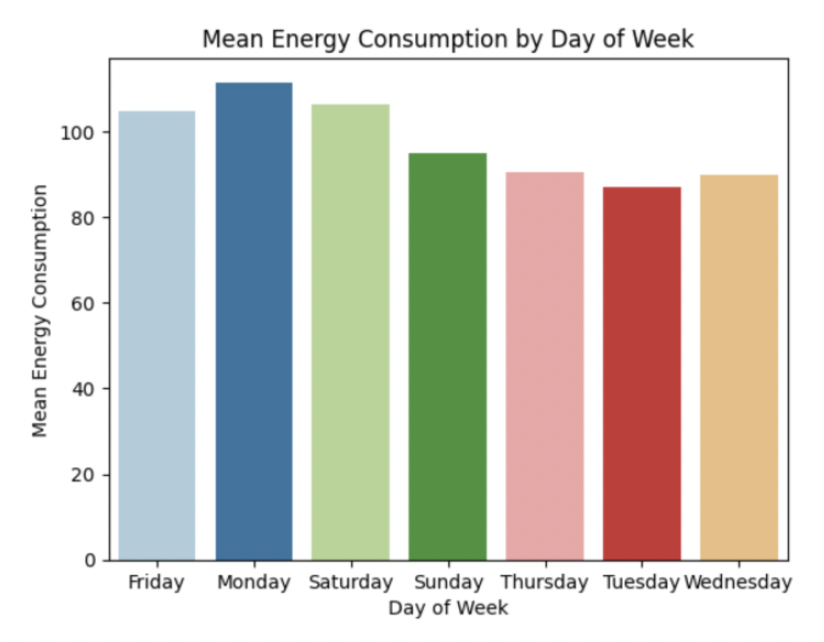 Mean Energy Consumption by Day of Week
Mean Energy Consumption
100
80
60
40
20
0
Friday Monday Saturday Sunday Thursday Tuesday Wednesday
Day of Week